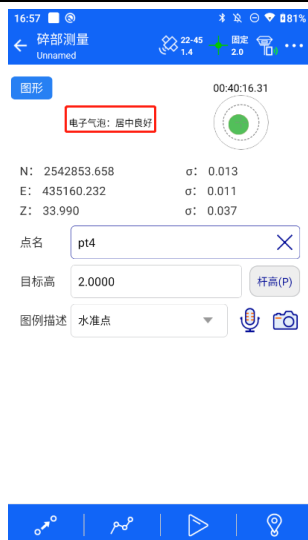 16:57 81%
碎部测量 22-45 固定
Unnamed 1.4 2.0
图形 00:40:16.31
电子气泡：居中良好
N： 2542853.658 σ： 0.013
E： 435160.232 σ： 0.011
Z： 33.990 σ： 0.037
点名 pt4
目标高 2.0000 杆高(P)
图例描述 水准点